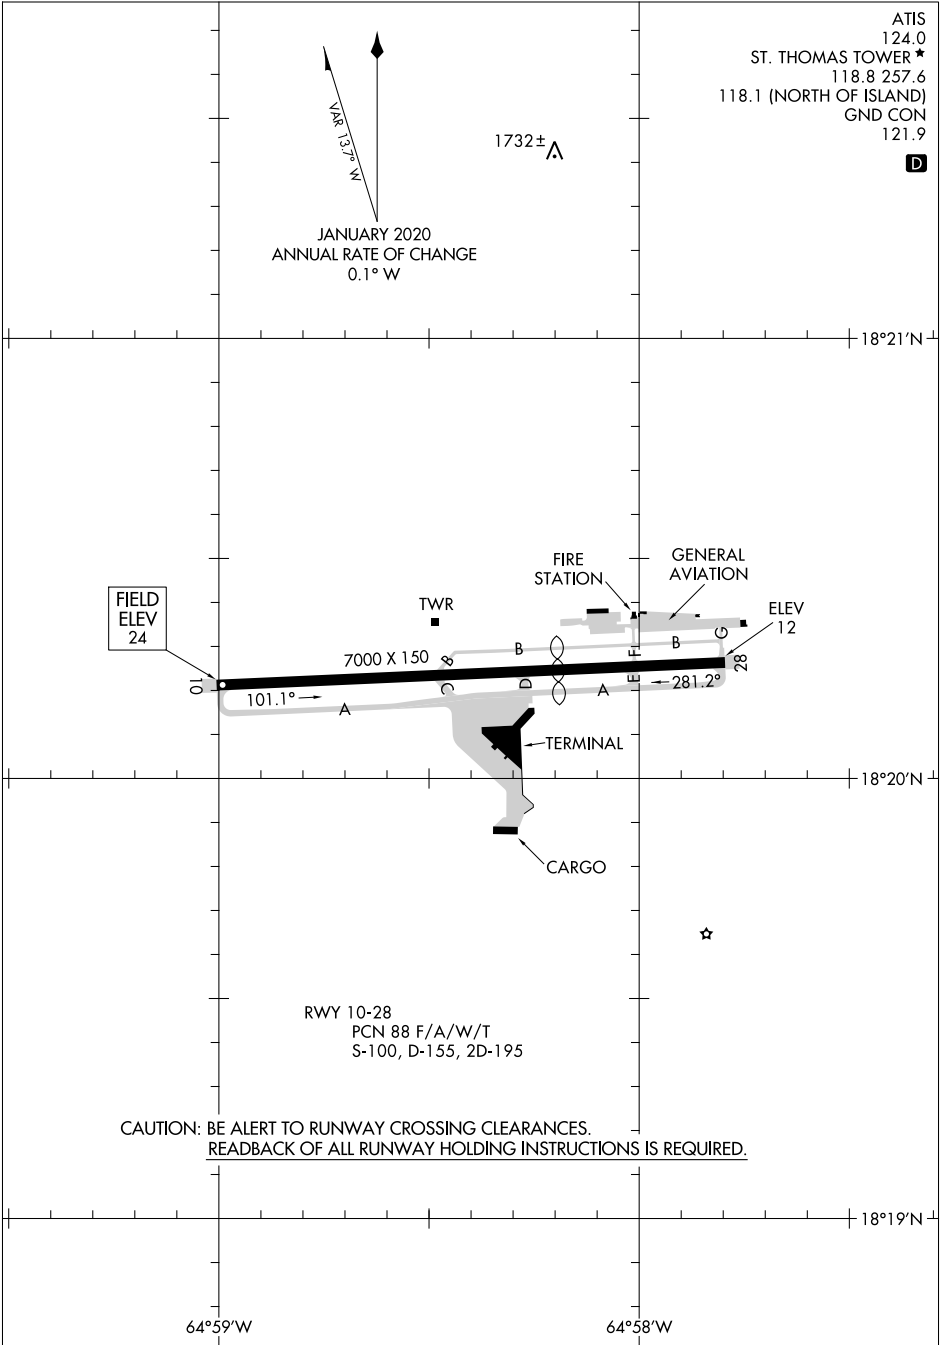 ATIS
124.0
ST. THOMAS TOWER ★
118.8 257.6
118.1 (NORTH OF ISLAND)
GND CON
121.9
D
VAR 13.7° W
1732±
JANUARY 2020
ANNUAL RATE OF CHANGE
0.1° W
18°21'N
FIRE
STATION
GENERAL
AVIATION
FIELD
ELEV
24
TWR
ELEV
12
7000 X 150
B
B
B
F
G
10
28
101.1°
281.2°
A
A
C
D
E
TERMINAL
18°20'N
CARGO
RWY 10-28
PCN 88 F/A/W/T
S-100, D-155, 2D-195
CAUTION: BE ALERT TO RUNWAY CROSSING CLEARANCES.
READBACK OF ALL RUNWAY HOLDING INSTRUCTIONS IS REQUIRED.
18°19'N
64°59'W
64°58'W